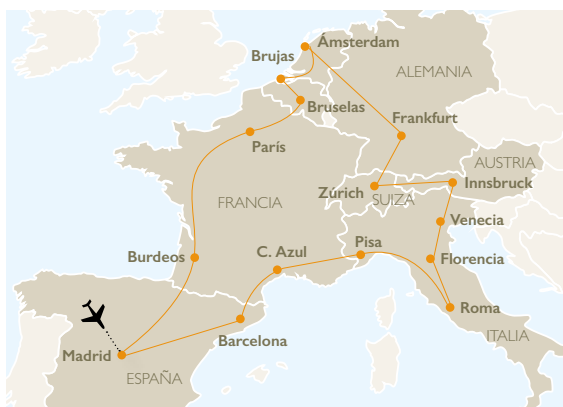 Ámsterdam
Brujas
ALEMANIA
Bruselas
Frankfurt
París
AUSTRIA
Zúrich
Innsbruck
SUIZA
FRANCIA
Venecia
Burdeos
C. Azul
Pisa
Florencia
Roma
Barcelona
ITALIA
Madrid
ESPAÑA